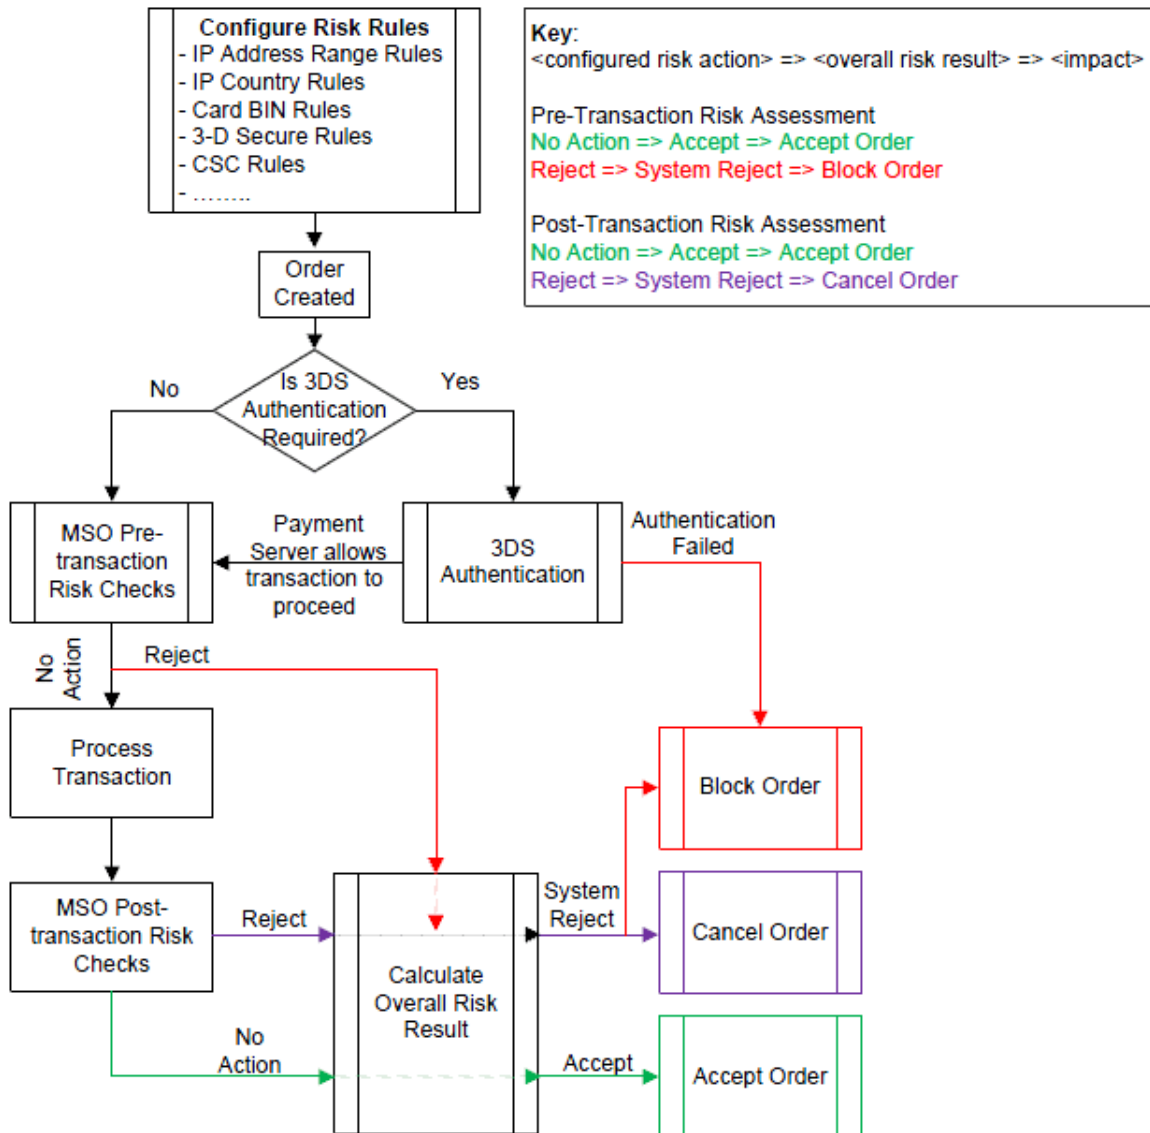 Configure Risk Rules
- IP Address Range Rules
- IP Country Rules
- Card BIN Rules
- 3-D Secure Rules
- CSC Rules
- ........
Key:
<configured risk action> => <overall risk result> => <impact>
Pre-Transaction Risk Assessment
No Action => Accept => Accept Order
Reject => System Reject => Block Order
Post-Transaction Risk Assessment
No Action => Accept => Accept Order
Reject => System Reject => Cancel Order
Order
Created
No
Is 3DS
Authentication
Required?
Yes
MSO Pre-
transaction
Risk Checks
Payment
Server allows
transaction to
proceed
3DS
Authentication
Authentication
Failed
No
Action
Reject
Process
Transaction
Block Order
MSO Post-
transaction Risk
Checks
Reject
System
Reject
Cancel Order
Calculate
Overall Risk
Result
No
Action
Accept
Accept Order